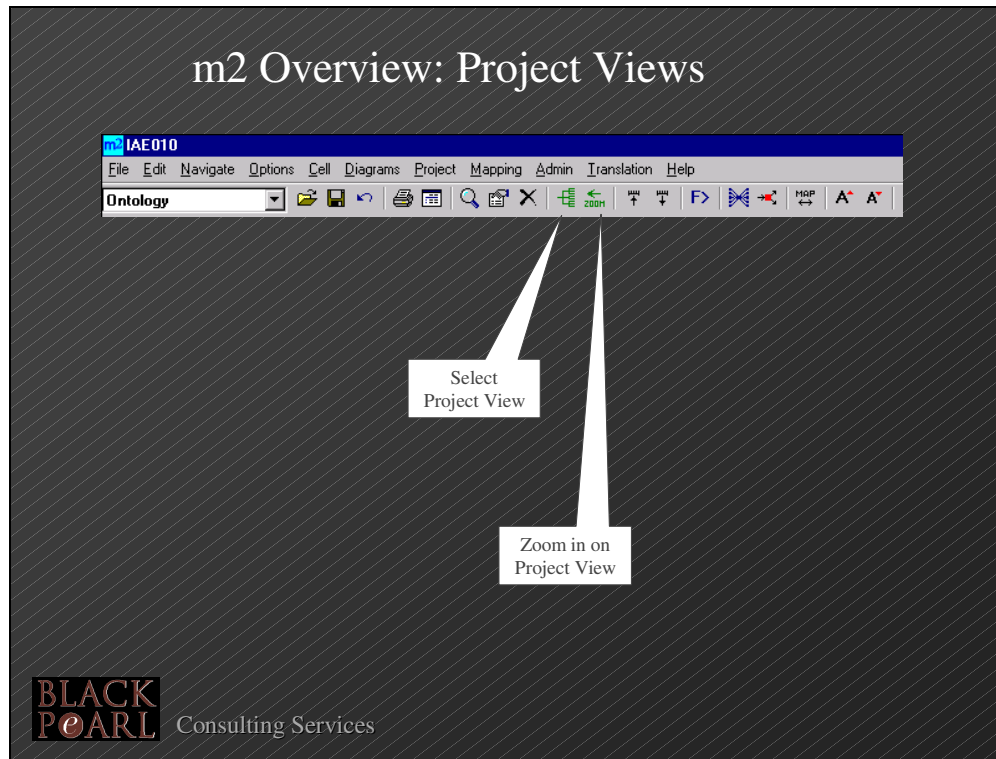 m2 Overview: Project Views
m2 IAE010
File Edit Navigate Options Cell Diagrams Project Mapping Admin Translation Help
Ontology ZOOM F> MAP A A
Select
Project View
Zoom in on
Project View
BLACK
PeARL Consulting Services